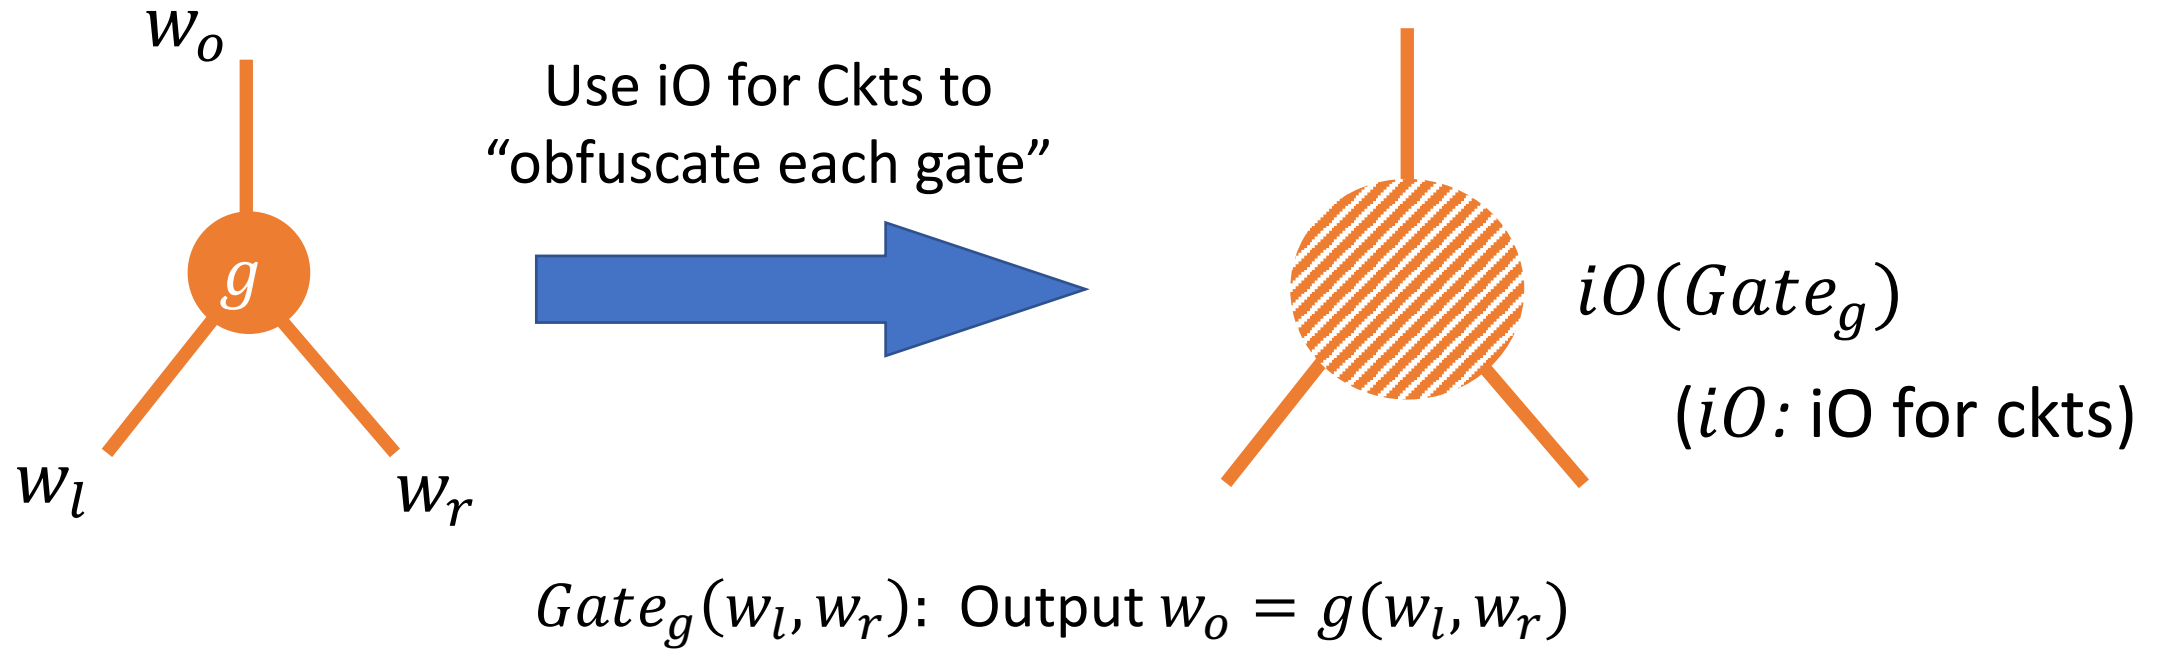 w_o
Use iO for Ckts to
“obfuscate each gate”
g
w_l
w_r
iO(Gate_g)
(iO: iO for ckts)
Gate_g(w_l, w_r): Output w_o = g(w_l, w_r)